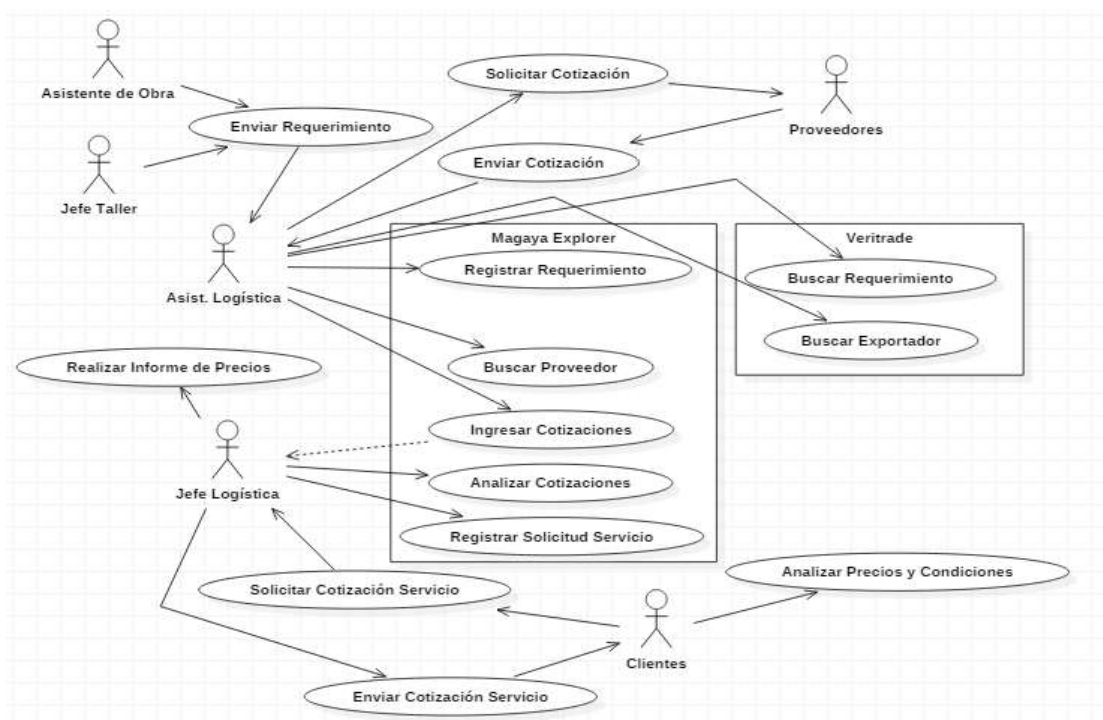 Asistente de Obra
Solicitar Cotización
Proveedores
Enviar Requerimiento
Jefe Taller
Enviar Cotización
Asist. Logística
Magaya Explorer
Veritrade
Registrar Requerimiento
Buscar Requerimiento
Buscar Exportador
Realizar Informe de Precios
Buscar Proveedor
Ingresar Cotizaciones
Jefe Logística
Analizar Cotizaciones
Registrar Solicitud Servicio
Solicitar Cotización Servicio
Analizar Precios y Condiciones
Clientes
Enviar Cotización Servicio